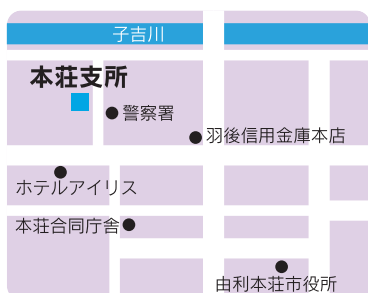 子吉川
本荘支所
警察署
羽後信用金庫本店
ホテルアイリス
本荘合同庁舎
由利本荘市役所